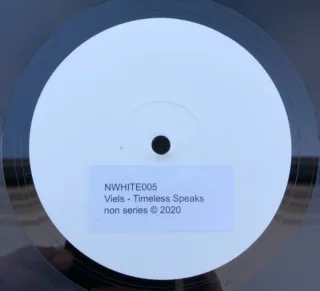 NWHITE005
Viels - Timeless Speaks
non series © 2020